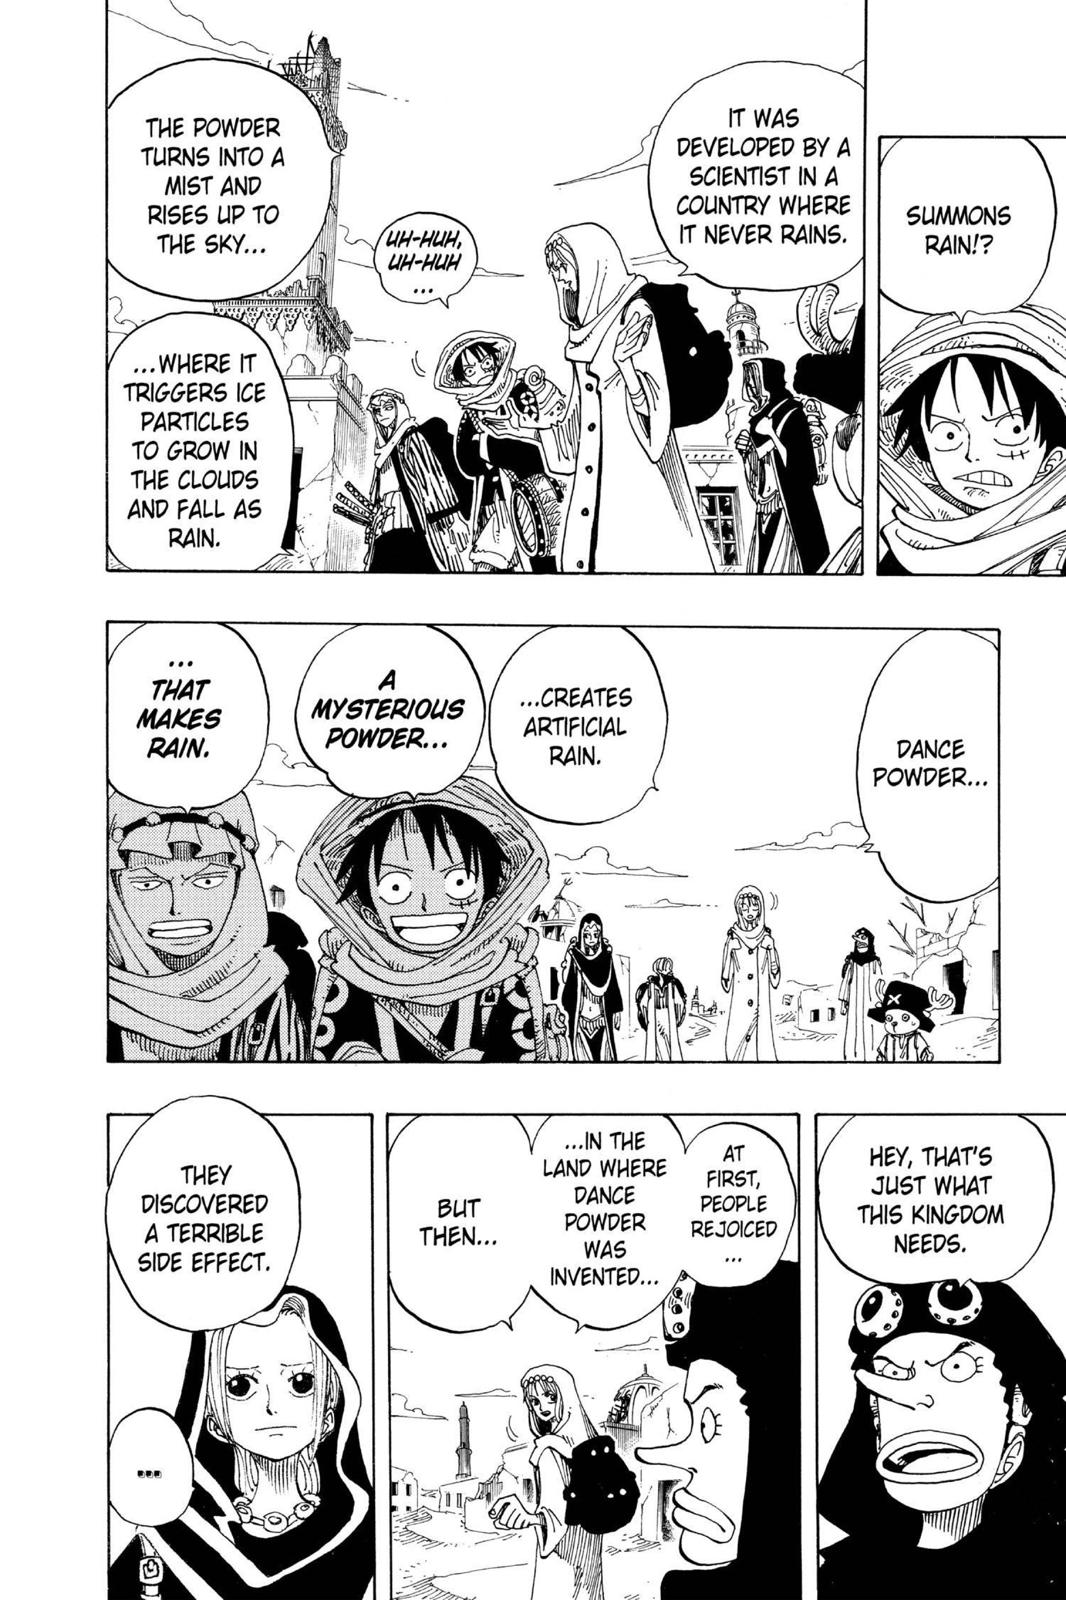 SUMMONS
RAIN!?
IT WAS
DEVELOPED BY A
SCIENTIST IN A
COUNTRY WHERE
IT NEVER RAINS.
UH-HUH,
UH-HUH
...
THE POWDER
TURNS INTO A
MIST AND
RISES UP TO
THE SKY...
...WHERE IT
TRIGGERS ICE
PARTICLES
TO GROW IN
THE CLOUDS
AND FALL AS
RAIN.
DANCE
POWDER...
...CREATES
ARTIFICIAL
RAIN.
A
MYSTERIOUS
POWDER...
...
THAT
MAKES
RAIN.
HEY, THAT'S
JUST WHAT
THIS KINGDOM
NEEDS.
AT
FIRST,
PEOPLE
REJOICED
...
...IN THE
LAND WHERE
DANCE
POWDER
WAS
INVENTED...
BUT
THEN...
THEY
DISCOVERED
A TERRIBLE
SIDE EFFECT.
...